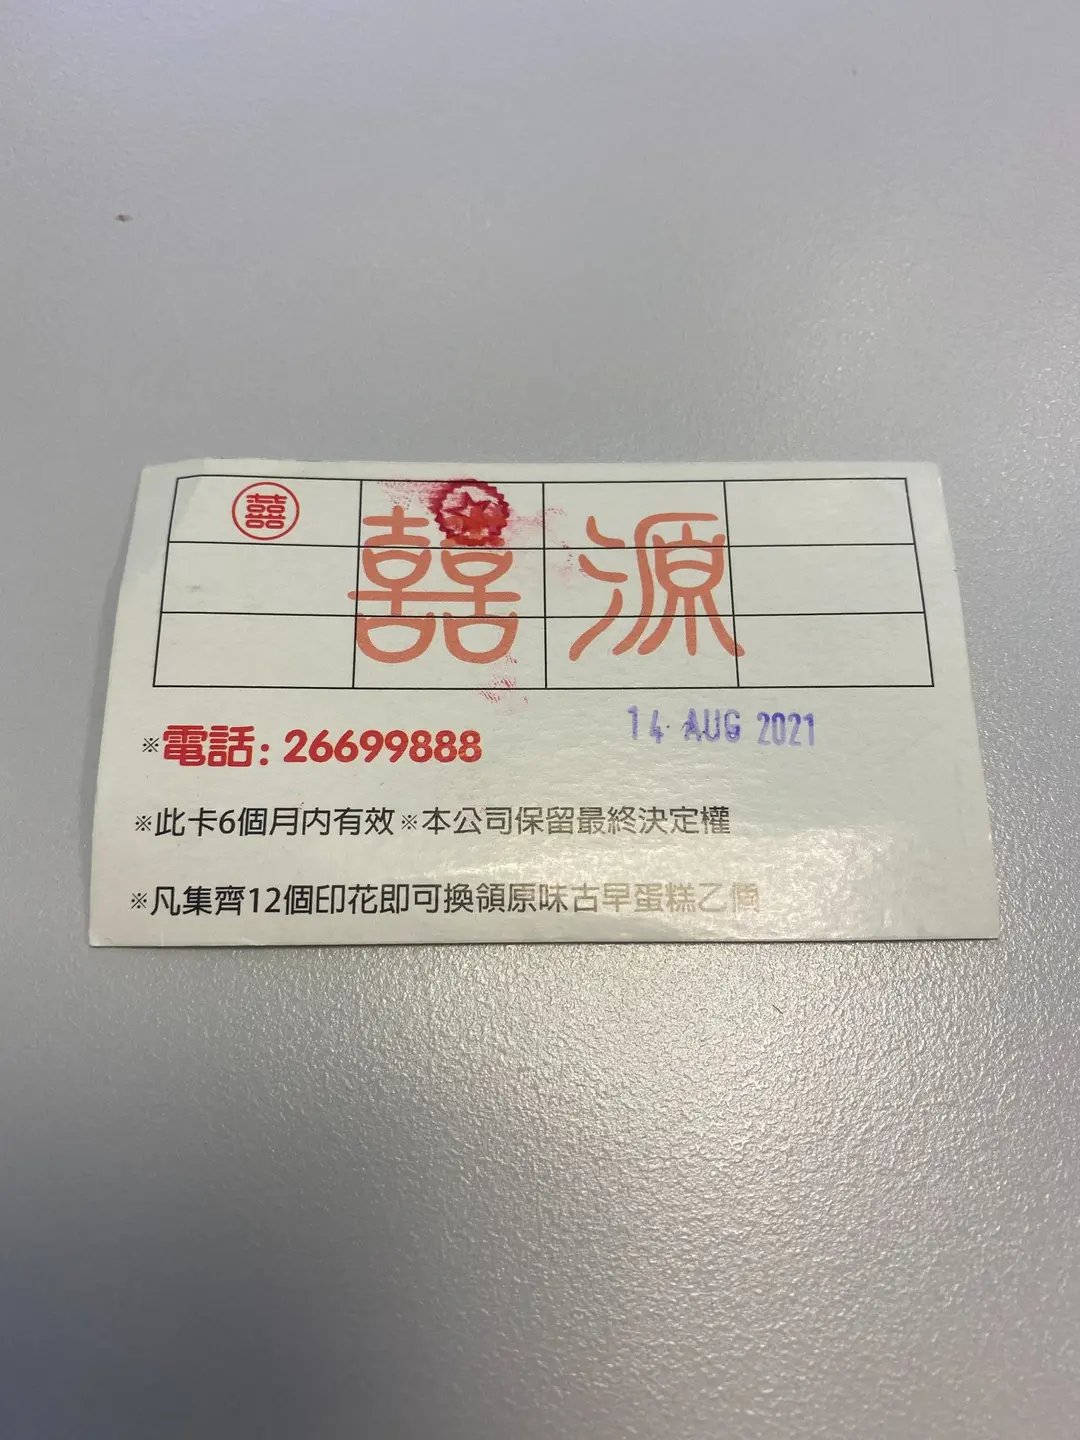 囍
囍源
※電話: 26699888
14 AUG 2021
※此卡6個月內有效※本公司保留最終決定權
※凡集齊12個印花即可換領原味古早蛋糕乙個